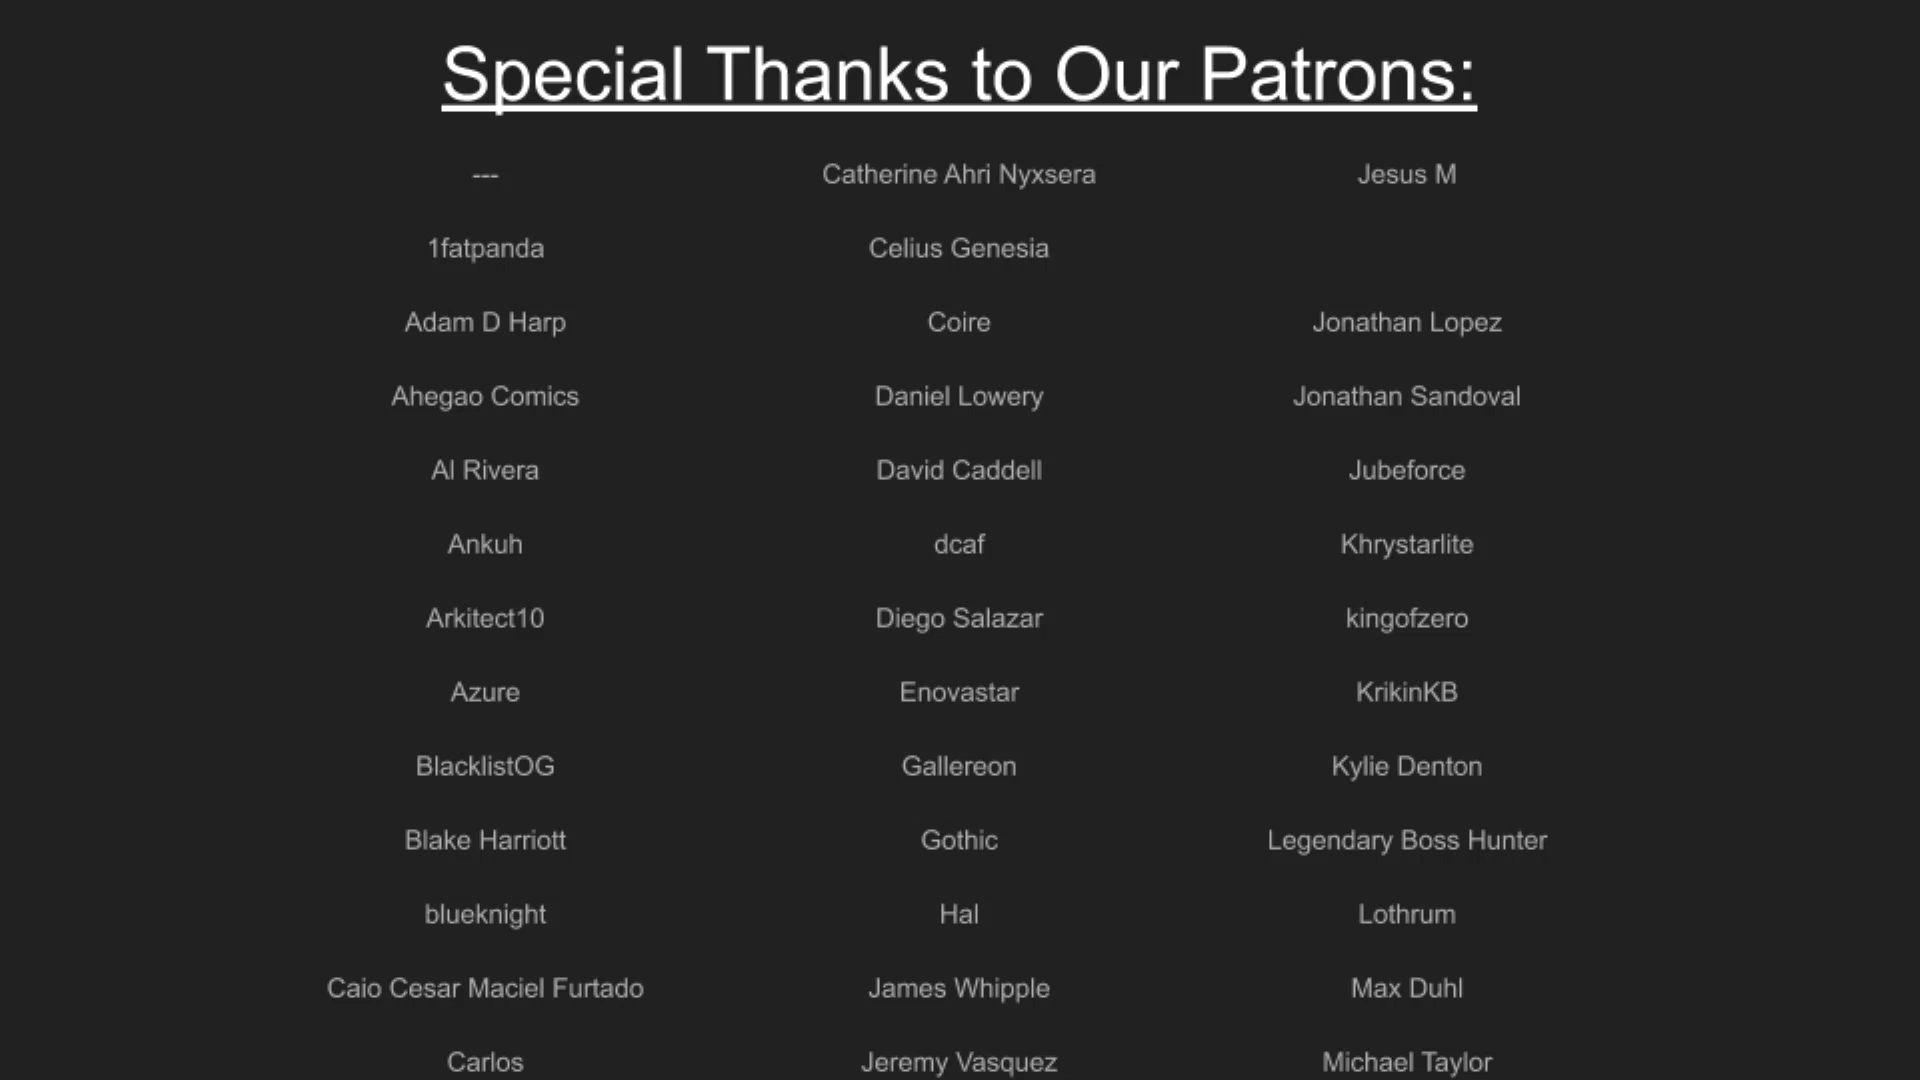 Special Thanks to Our Patrons:
--- Catherine Ahri Nyxsera Jesus M
1fatpanda Celius Genesia
Adam D Harp Coire Jonathan Lopez
Ahegao Comics Daniel Lowery Jonathan Sandoval
Al Rivera David Caddell Jubeforce
Ankuh dcaf Khrystarlite
Arkitect10 Diego Salazar kingofzero
Azure Enovastar KrikinKB
BlacklistOG Gallereon Kylie Denton
Blake Harriott Gothic Legendary Boss Hunter
blueknight Hal Lothrum
Caio Cesar Maciel Furtado James Whipple Max Duhl
Carlos Jeremy Vasquez Michael Taylor